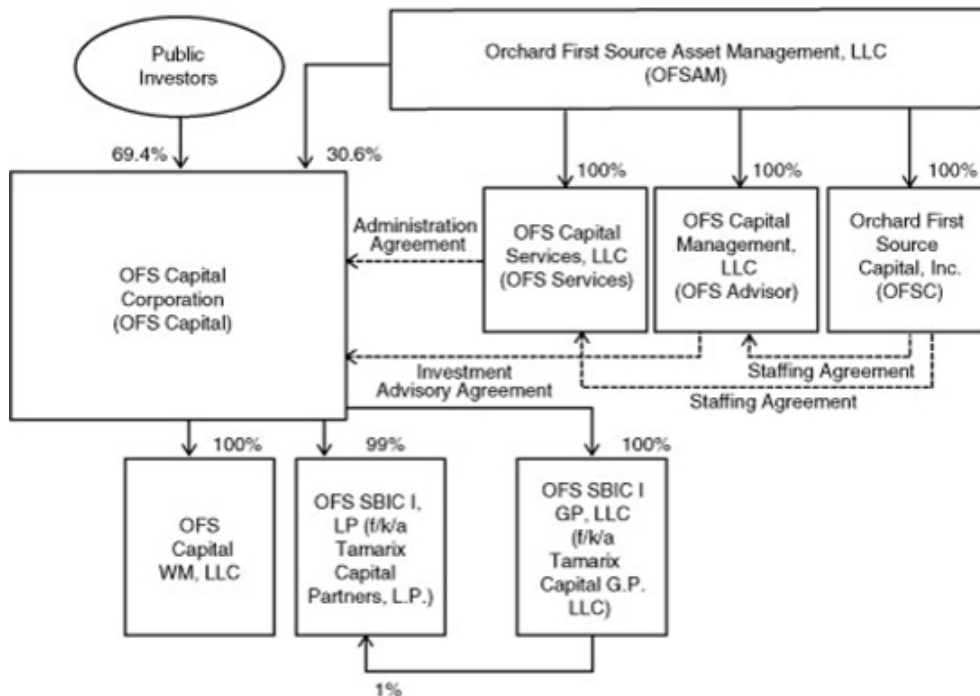 Public
Investors
Orchard First Source Asset Management, LLC
(OFSAM)
69.4%
30.6%
100%
100%
100%
OFS Capital
Corporation
(OFS Capital)
Administration
Agreement
OFS Capital
Services, LLC
(OFS Services)
OFS Capital
Management,
LLC
(OFS Advisor)
Orchard First
Source
Capital, Inc.
(OFSC)
Investment
Advisory Agreement
Staffing Agreement
Staffing Agreement
100%
99%
100%
OFS
Capital
WM, LLC
OFS SBIC I,
LP (f/k/a
Tamarix
Capital
Partners, L.P.)
OFS SBIC I
GP, LLC
(f/k/a
Tamarix
Capital G.P.
LLC)
1%